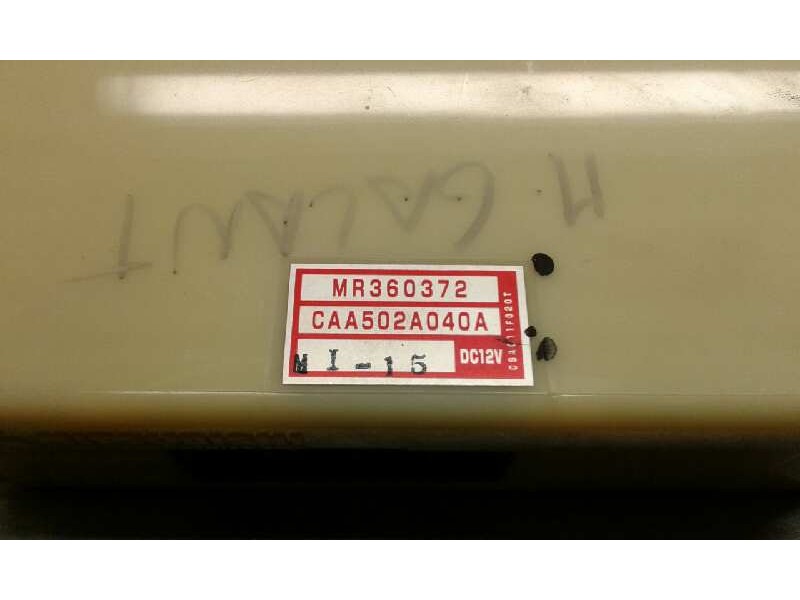 M. GALANT
MR360372
CAA502A040A
MI-15
DC12V